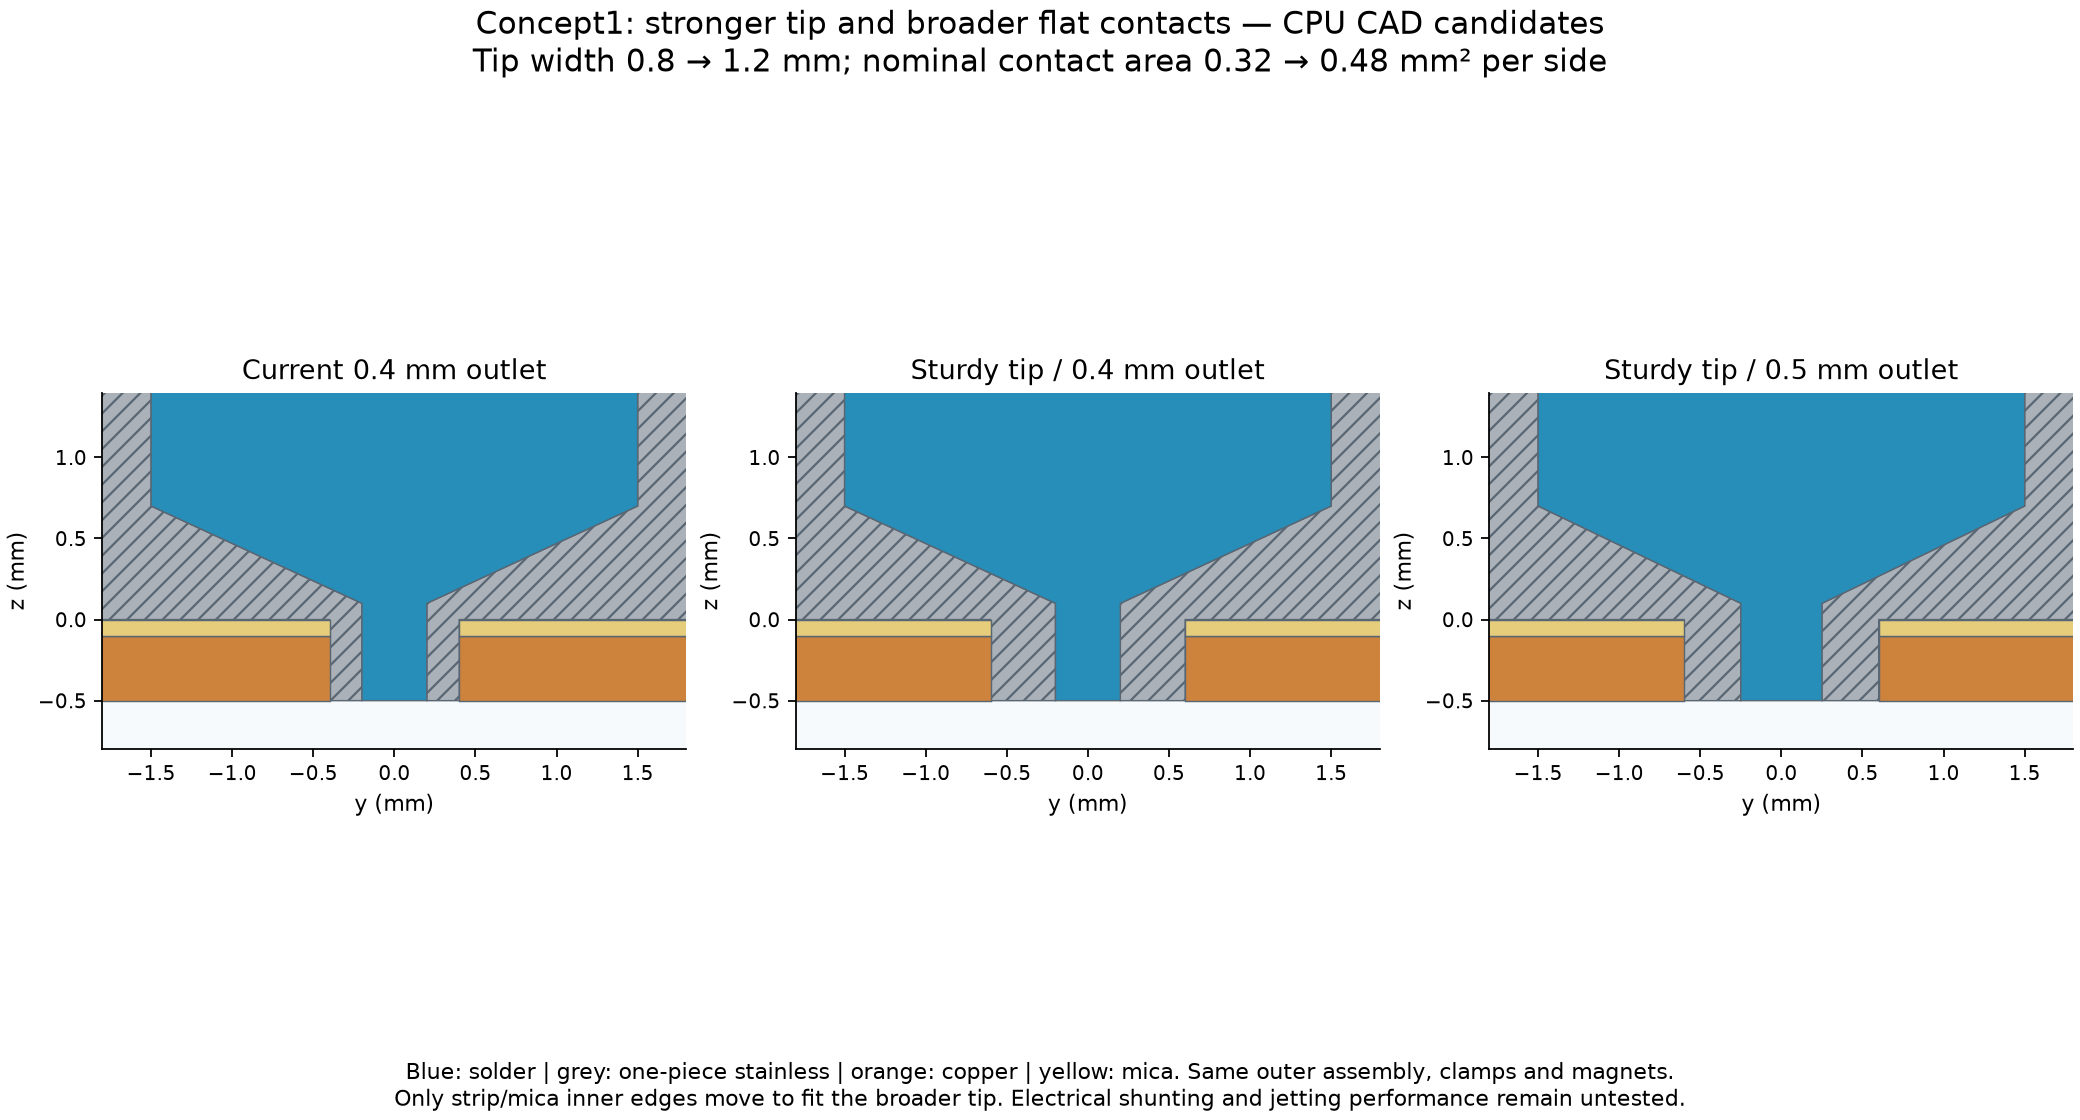 Concept1: stronger tip and broader flat contacts — CPU CAD candidates
Tip width 0.8 → 1.2 mm; nominal contact area 0.32 → 0.48 mm² per side
Current 0.4 mm outlet
Sturdy tip / 0.4 mm outlet
Sturdy tip / 0.5 mm outlet
z (mm)
1.0
0.5
0.0
−0.5
−1.5 −1.0 −0.5 0.0 0.5 1.0 1.5
y (mm)
z (mm)
1.0
0.5
0.0
−0.5
−1.5 −1.0 −0.5 0.0 0.5 1.0 1.5
y (mm)
z (mm)
1.0
0.5
0.0
−0.5
−1.5 −1.0 −0.5 0.0 0.5 1.0 1.5
y (mm)
Blue: solder | grey: one-piece stainless | orange: copper | yellow: mica. Same outer assembly, clamps and magnets.
Only strip/mica inner edges move to fit the broader tip. Electrical shunting and jetting performance remain untested.